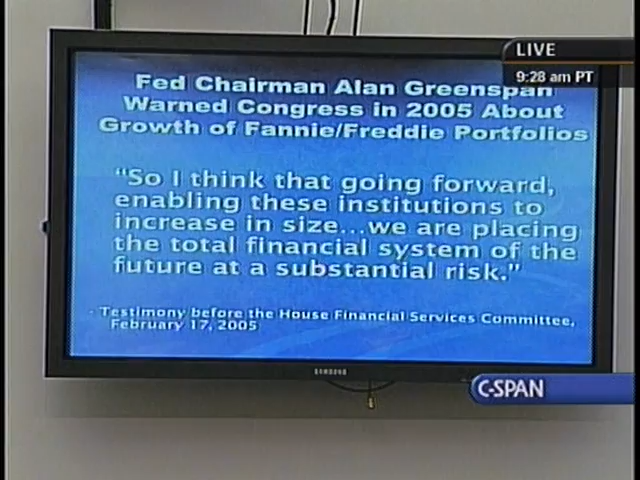 LIVE
9:28 am PT
Fed Chairman Alan Greenspan
Warned Congress in 2005 About
Growth of Fannie/Freddie Portfolios
“So I think that going forward,
enabling these institutions to
increase in size...we are placing
the total financial system of the
future at a substantial risk.”
- Testimony before the House Financial Services Committee,
February 17, 2005
SAMSUNG
C-SPAN